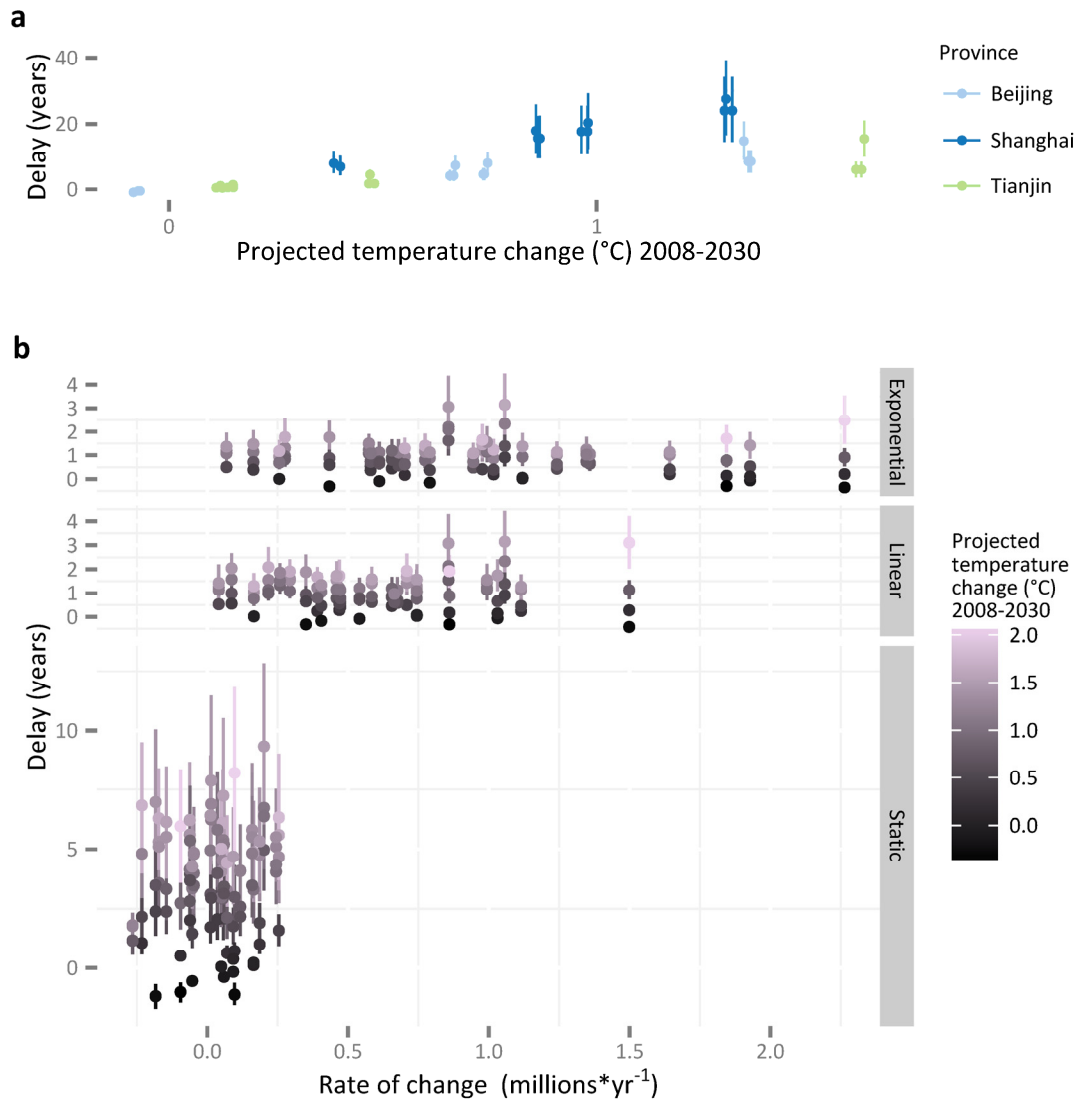 a
Delay (years)
40
20
0
0
1
Projected temperature change (°C) 2008-2030
Province
Beijing
Shanghai
Tianjin
b
Delay (years)
4
3
2
1
0
Exponential
4
3
2
1
0
Linear
10
5
0
Static
0.0
0.5
1.0
1.5
2.0
Rate of change (millions*yr⁻¹)
Projected
temperature
change (°C)
2008-2030
2.0
1.5
1.0
0.5
0.0